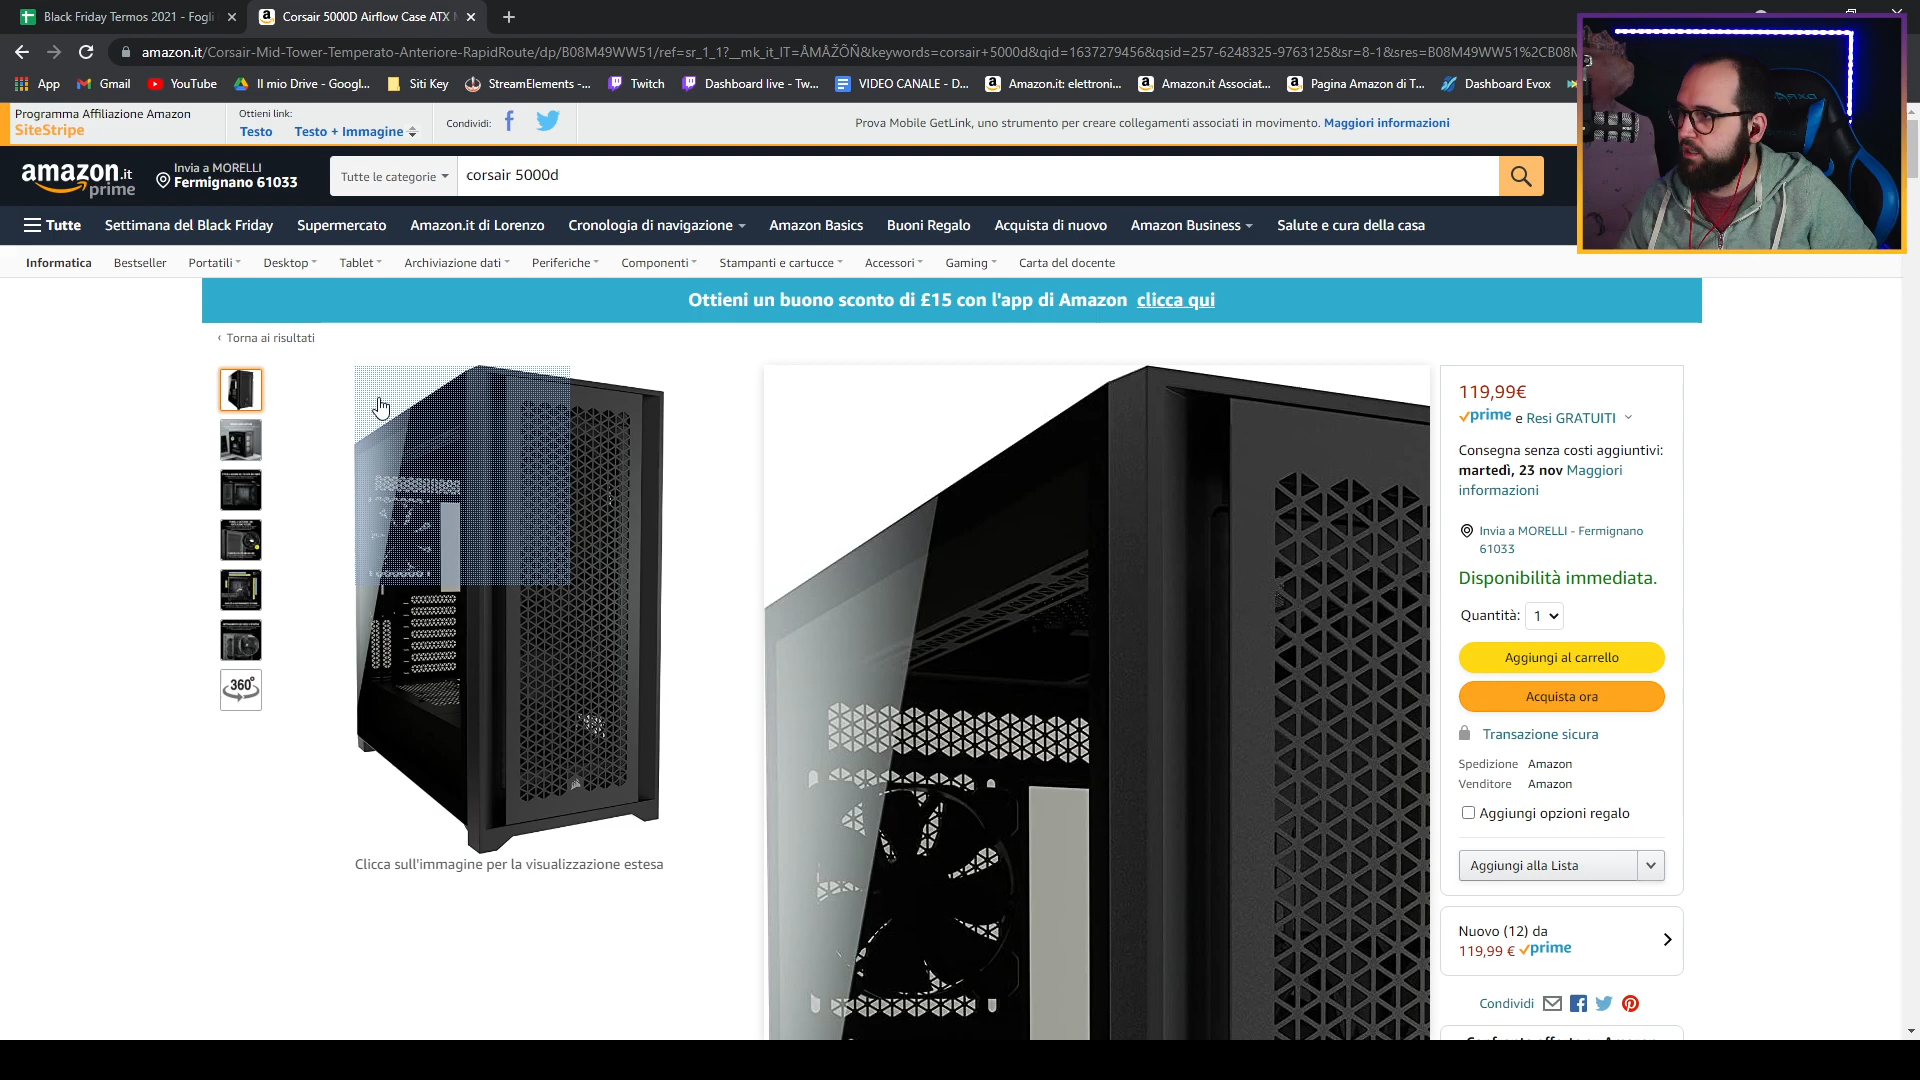 Black Friday Termos 2021 - Fogli
Corsair 5000D Airflow Case ATX
amazon.it/Corsair-Mid-Tower-Temperato-Anteriore-RapidRoute/dp/B08M49WW51/ref=sr_1_1?__mk_it_IT=ÅMÅŽÕÑ&keywords=corsair+5000d&qid=1637279456&qsid=257-6248325-9763125&sr=8-1&sres=B08M49WW51%2CB08M
App
Gmail
YouTube
Il mio Drive - Googl...
Siti Key
StreamElements -...
Twitch
Dashboard live - Tw...
VIDEO CANALE - D...
Amazon.it: elettroni...
Amazon.it Associat...
Pagina Amazon di T...
Dashboard Evox
Programma Affiliazione Amazon
SiteStripe
Ottieni link:
Testo
Testo + Immagine
Condividi:
Prova Mobile GetLink, uno strumento per creare collegamenti associati in movimento. Maggiori informazioni
amazon.it
prime
Invia a MORELLI
Fermignano 61033
Tutte le categorie
corsair 5000d
Tutte
Settimana del Black Friday
Supermercato
Amazon.it di Lorenzo
Cronologia di navigazione
Amazon Basics
Buoni Regalo
Acquista di nuovo
Amazon Business
Salute e cura della casa
Informatica
Bestseller
Portatili
Desktop
Tablet
Archiviazione dati
Periferiche
Componenti
Stampanti e cartucce
Accessori
Gaming
Carta del docente
Ottieni un buono sconto di £15 con l'app di Amazon clicca qui
‹ Torna ai risultati
360°
Clicca sull'immagine per la visualizzazione estesa
119,99€
prime e Resi GRATUITI
Consegna senza costi aggiuntivi:
martedì, 23 nov Maggiori
informazioni
Invia a MORELLI - Fermignano
61033
Disponibilità immediata.
Quantità: 1
Aggiungi al carrello
Acquista ora
Transazione sicura
Spedizione Amazon
Venditore Amazon
Aggiungi opzioni regalo
Aggiungi alla Lista
Nuovo (12) da
119,99 € prime
Condividi